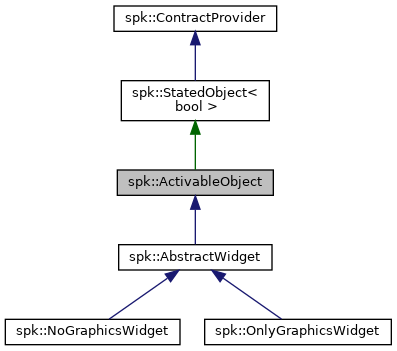 spk::ContractProvider
spk::StatedObject<
bool >
spk::ActivableObject
spk::AbstractWidget
spk::NoGraphicsWidget
spk::OnlyGraphicsWidget